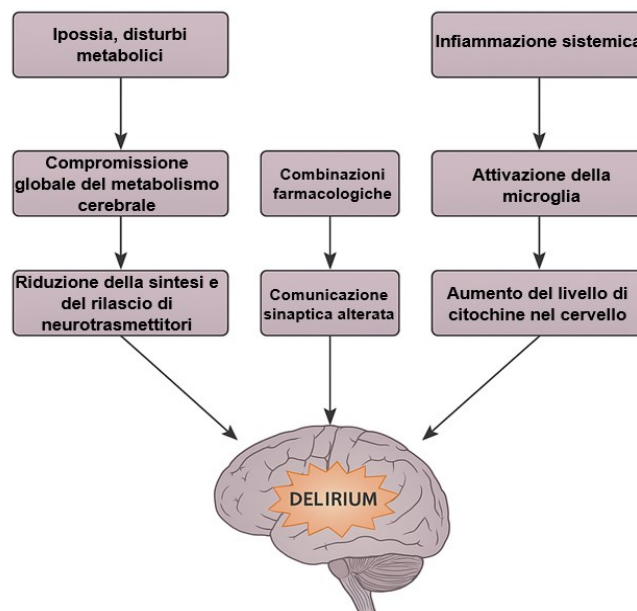 Ipossia, disturbi
metabolici
Infiammazione sistemica
Compromissione
globale del metabolismo
cerebrale
Combinazioni
farmacologiche
Attivazione della
microglia
Riduzione della sintesi e
del rilascio di
neurotrasmettitori
Comunicazione
sinaptica alterata
Aumento del livello di
citochine nel cervello
DELIRIUM